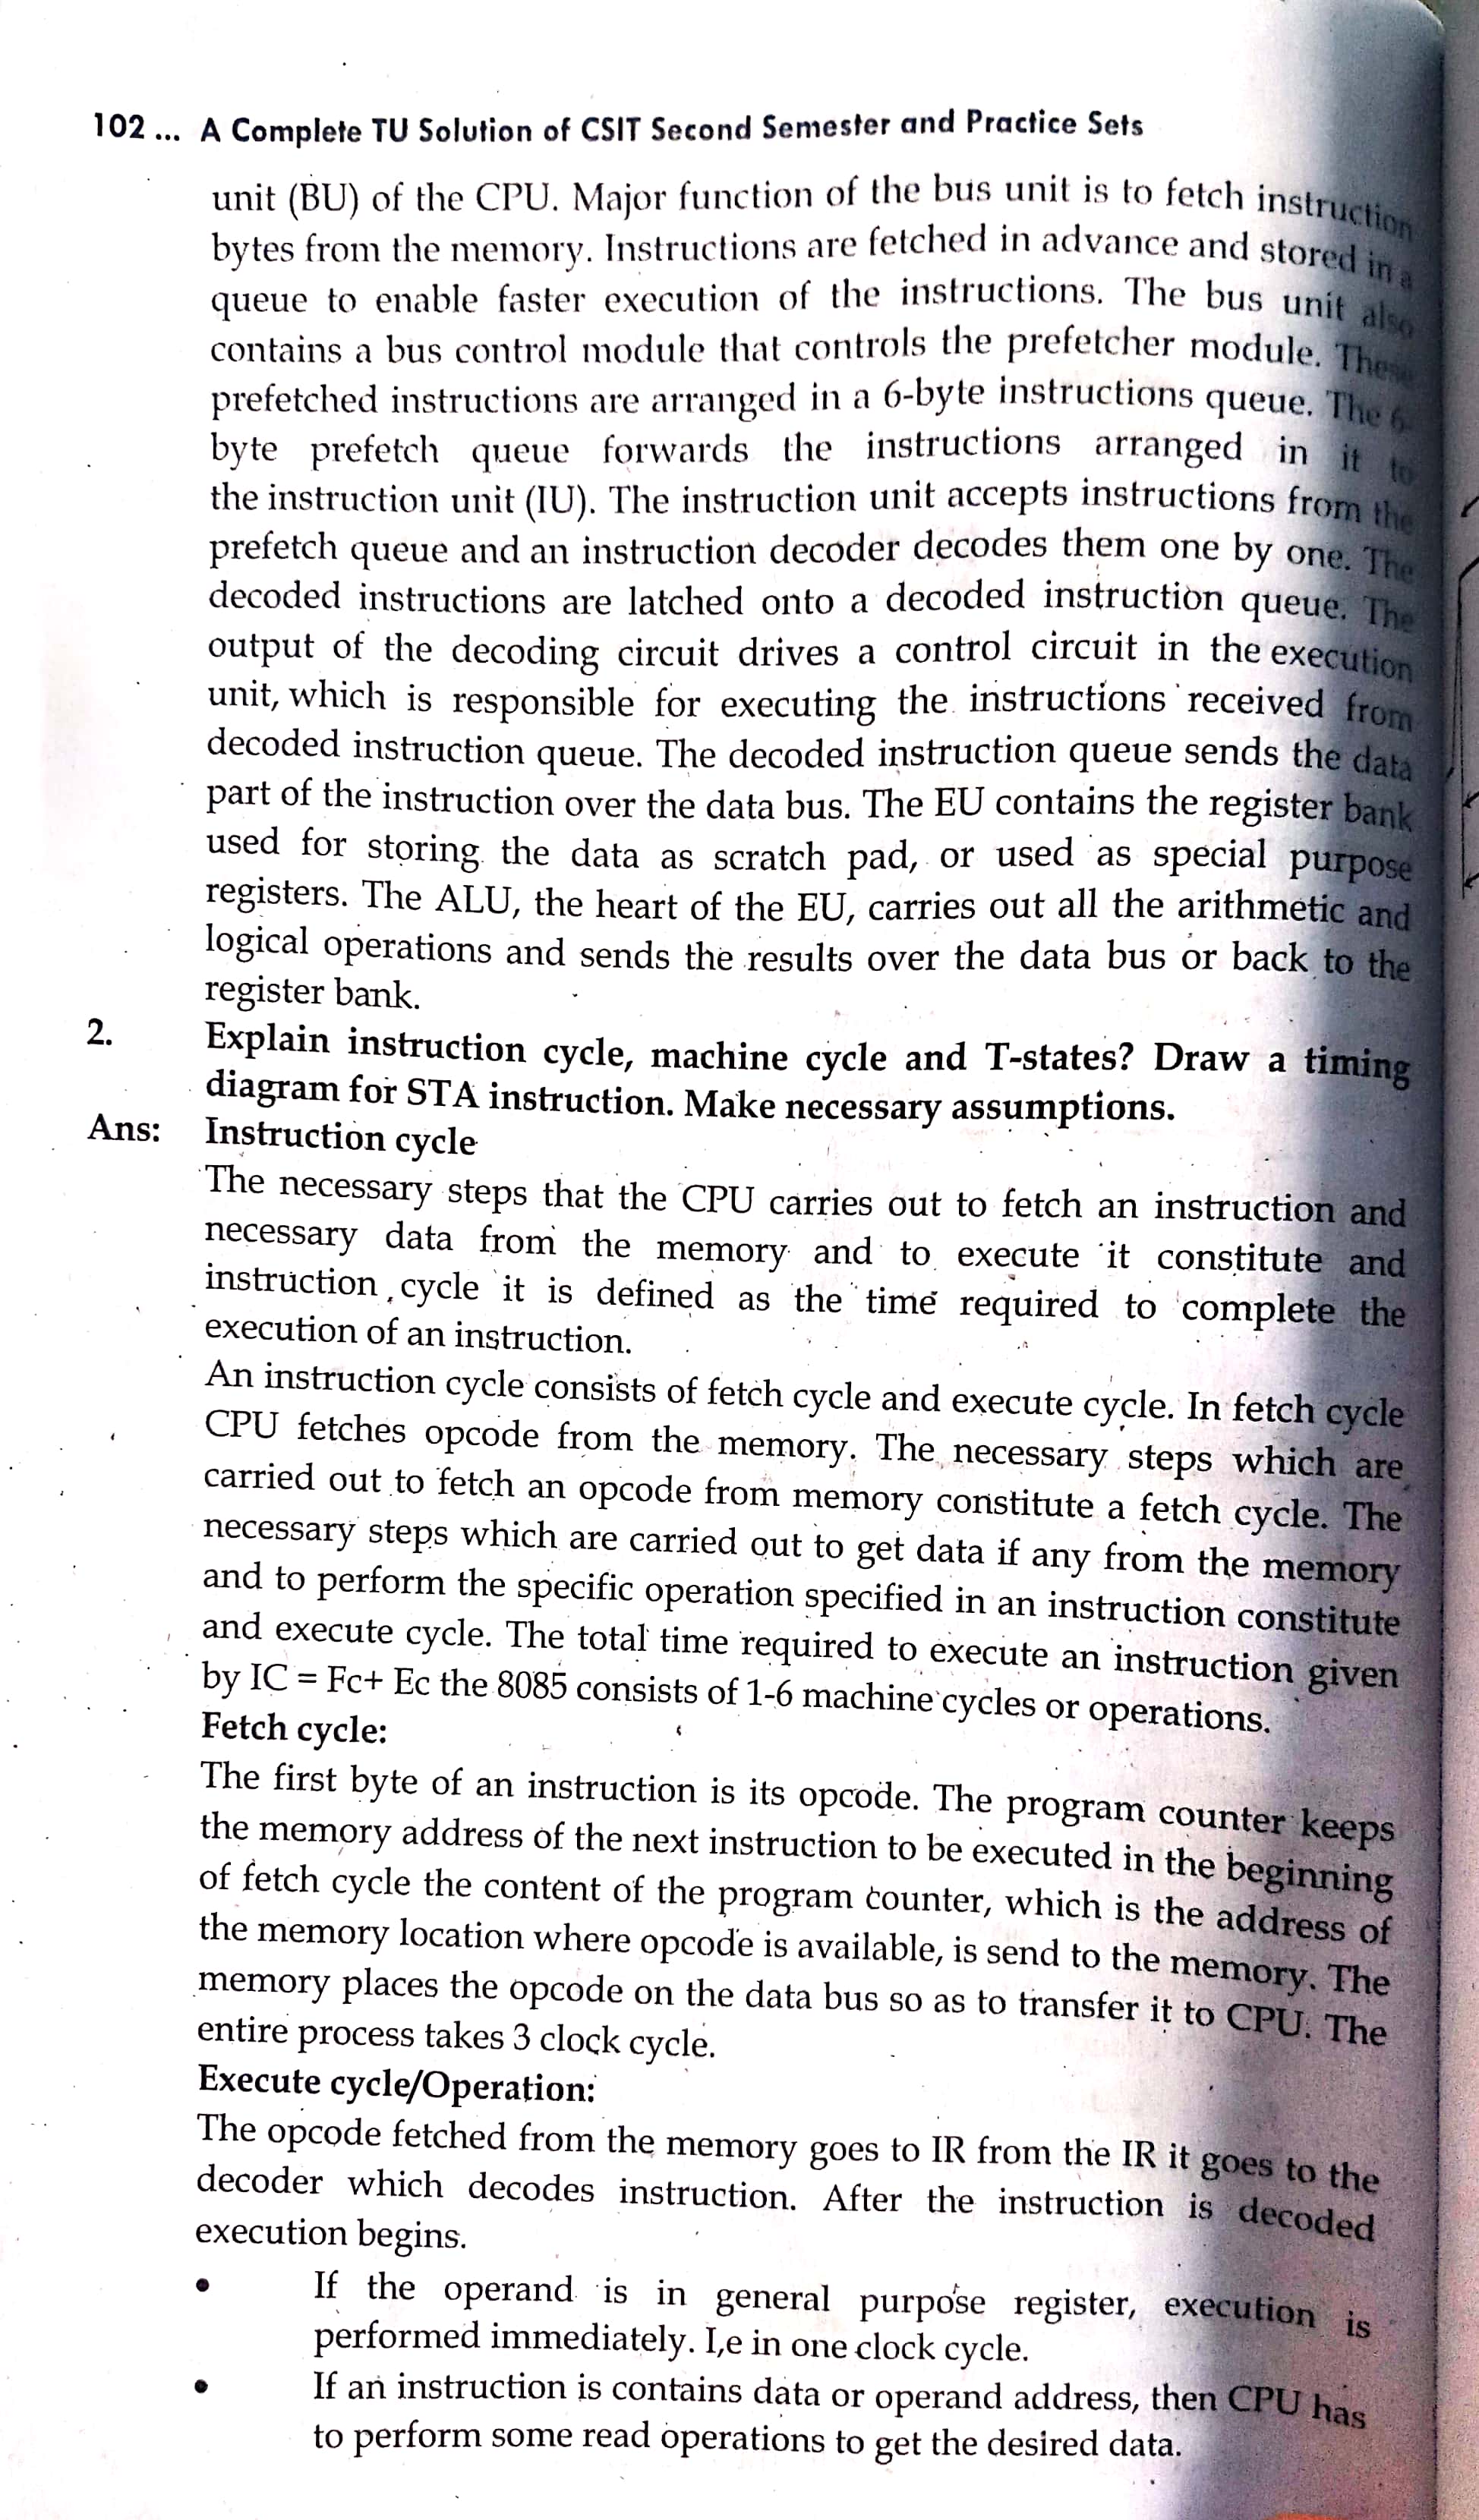 102 ... A Complete TU Solution of CSIT Second Semester and Practice Sets
unit (BU) of the CPU. Major function of the bus unit is to fetch instruction
bytes from the memory. Instructions are fetched in advance and stored in a
queue to enable faster execution of the instructions. The bus unit also
contains a bus control module that controls the prefetcher module. These
prefetched instructions are arranged in a 6-byte instructions queue. The 6-
byte prefetch queue forwards the instructions arranged in it to
the instruction unit (IU). The instruction unit accepts instructions from the
prefetch queue and an instruction decoder decodes them one by one. The
decoded instructions are latched onto a decoded instruction queue. The
output of the decoding circuit drives a control circuit in the execution
unit, which is responsible for executing the instructions received from
decoded instruction queue. The decoded instruction queue sends the data
part of the instruction over the data bus. The EU contains the register bank
used for storing the data as scratch pad, or used as special purpose
registers. The ALU, the heart of the EU, carries out all the arithmetic and
logical operations and sends the results over the data bus or back to the
register bank.
2. Explain instruction cycle, machine cycle and T-states? Draw a timing
diagram for STA instruction. Make necessary assumptions.
Ans: Instruction cycle
The necessary steps that the CPU carries out to fetch an instruction and
necessary data from the memory and to execute it constitute and
instruction cycle it is defined as the time required to complete the
execution of an instruction.
An instruction cycle consists of fetch cycle and execute cycle. In fetch cycle
CPU fetches opcode from the memory. The necessary steps which are
carried out to fetch an opcode from memory constitute a fetch cycle. The
necessary steps which are carried out to get data if any from the memory
and to perform the specific operation specified in an instruction constitute
and execute cycle. The total time required to execute an instruction given
by IC = Fc+ Ec the 8085 consists of 1-6 machine cycles or operations.
Fetch cycle:
The first byte of an instruction is its opcode. The program counter keeps
the memory address of the next instruction to be executed in the beginning
of fetch cycle the content of the program counter, which is the address of
the memory location where opcode is available, is send to the memory. The
memory places the opcode on the data bus so as to transfer it to CPU. The
entire process takes 3 clock cycle.
Execute cycle/Operation:
The opcode fetched from the memory goes to IR from the IR it goes to the
decoder which decodes instruction. After the instruction is decoded
execution begins.
• If the operand is in general purpose register, execution is
performed immediately. I,e in one clock cycle.
• If an instruction is contains data or operand address, then CPU has
to perform some read operations to get the desired data.